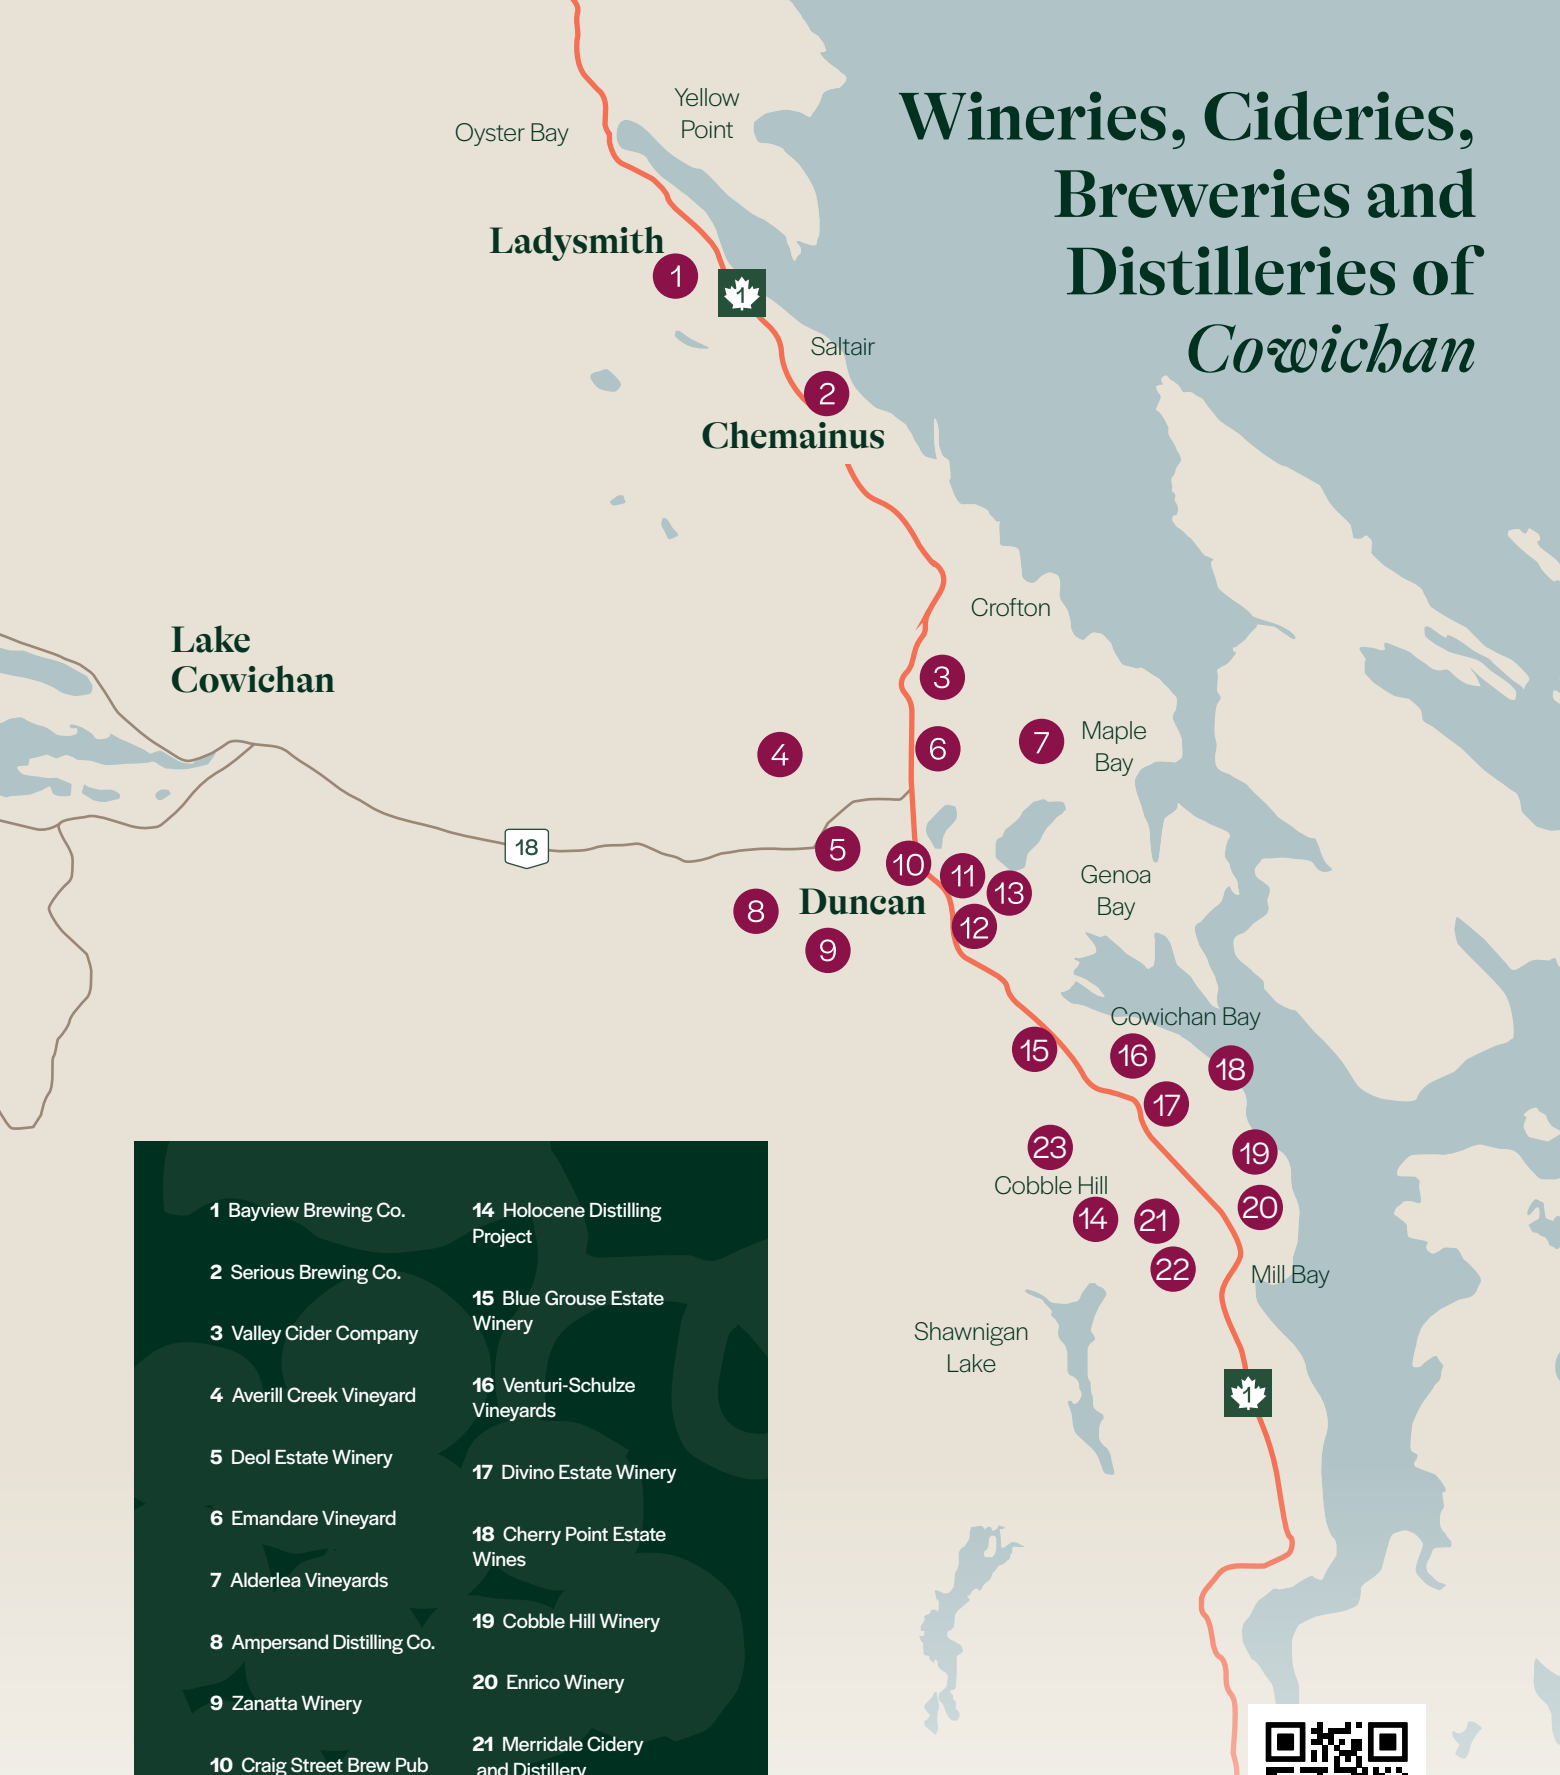 Wineries, Cideries,
Breweries and
Distilleries of
Cowichan
Yellow
Point
Oyster Bay
Ladysmith
1
1
Saltair
2
Chemainus
Crofton
Lake
Cowichan
3
4
6
7
Maple
Bay
18
5
10
11
13
Genoa
Bay
8
Duncan
12
9
Cowichan Bay
15
16
18
17
23
19
Cobble Hill
14
21
20
22
Mill Bay
Shawnigan
Lake
1
1 Bayview Brewing Co.
2 Serious Brewing Co.
3 Valley Cider Company
4 Averill Creek Vineyard
5 Deol Estate Winery
6 Emandare Vineyard
7 Alderlea Vineyards
8 Ampersand Distilling Co.
9 Zanatta Winery
10 Craig Street Brew Pub
14 Holocene Distilling
Project
15 Blue Grouse Estate
Winery
16 Venturi-Schulze
Vineyards
17 Divino Estate Winery
18 Cherry Point Estate
Wines
19 Cobble Hill Winery
20 Enrico Winery
21 Merridale Cidery
and Distillery